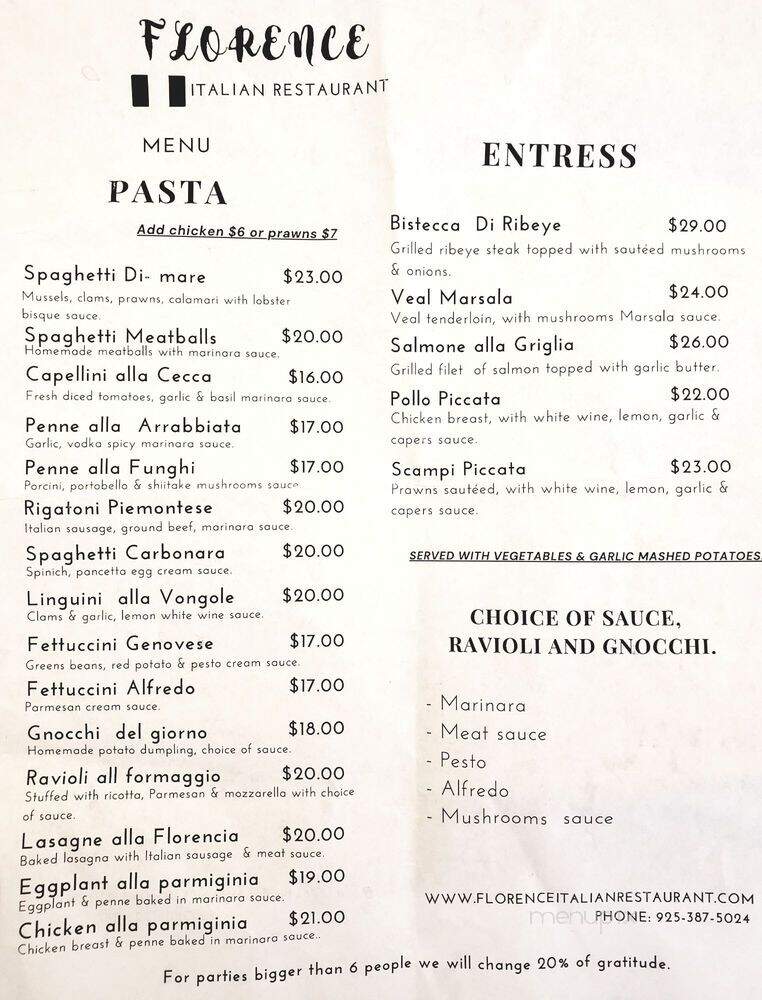 FLORENCE
ITALIAN RESTAURANT
MENU
PASTA
Add chicken $6 or prawns $7
Spaghetti Di- mare $23.00
Mussels, clams, prawns, calamari with lobster
bisque sauce.
Spaghetti Meatballs $20.00
Homemade meatballs with marinara sauce.
Capellini alla Cecca $16.00
Fresh diced tomatoes, garlic & basil marinara sauce.
Penne alla Arrabbiata $17.00
Garlic, vodka spicy marinara sauce.
Penne alla Funghi $17.00
Porcini, portobello & shiitake mushrooms sauce
Rigatoni Piemontese $20.00
Italian sausage, ground beef, marinara sauce.
Spaghetti Carbonara $20.00
Spinich, pancetta egg cream sauce.
Linguini alla Vongole $20.00
Clams & garlic, lemon white wine sauce.
Fettuccini Genovese $17.00
Greens beans, red potato & pesto cream sauce.
Fettuccini Alfredo $17.00
Parmesan cream sauce.
Gnocchi del giorno $18.00
Homemade potato dumpling, choice of sauce.
Ravioli all formaggio $20.00
Stuffed with ricotta, Parmesan & mozzarella with choice
of sauce.
Lasagne alla Florencia $20.00
Baked lasagna with Italian sausage & meat sauce.
Eggplant alla parmiginia $19.00
Eggplant & penne baked in marinara sauce.
Chicken alla parmiginia $21.00
Chicken breast & penne baked in marinara sauce..
ENTRESS
Bistecca Di Ribeye $29.00
Grilled ribeye steak topped with sautéed mushrooms
& onions.
Veal Marsala $24.00
Veal tenderloin, with mushrooms Marsala sauce.
Salmone alla Griglia $26.00
Grilled filet of salmon topped with garlic butter.
Pollo Piccata $22.00
Chicken breast, with white wine, lemon, garlic &
capers sauce.
Scampi Piccata $23.00
Prawns sautéed, with white wine, lemon, garlic &
capers sauce.
SERVED WITH VEGETABLES & GARLIC MASHED POTATOES.
CHOICE OF SAUCE,
RAVIOLI AND GNOCCHI.
- Marinara
- Meat sauce
- Pesto
- Alfredo
- Mushrooms sauce
WWW.FLORENCEITALIANRESTAURANT.COM
PHONE: 925-387-5024
For parties bigger than 6 people we will change 20% of gratitude.